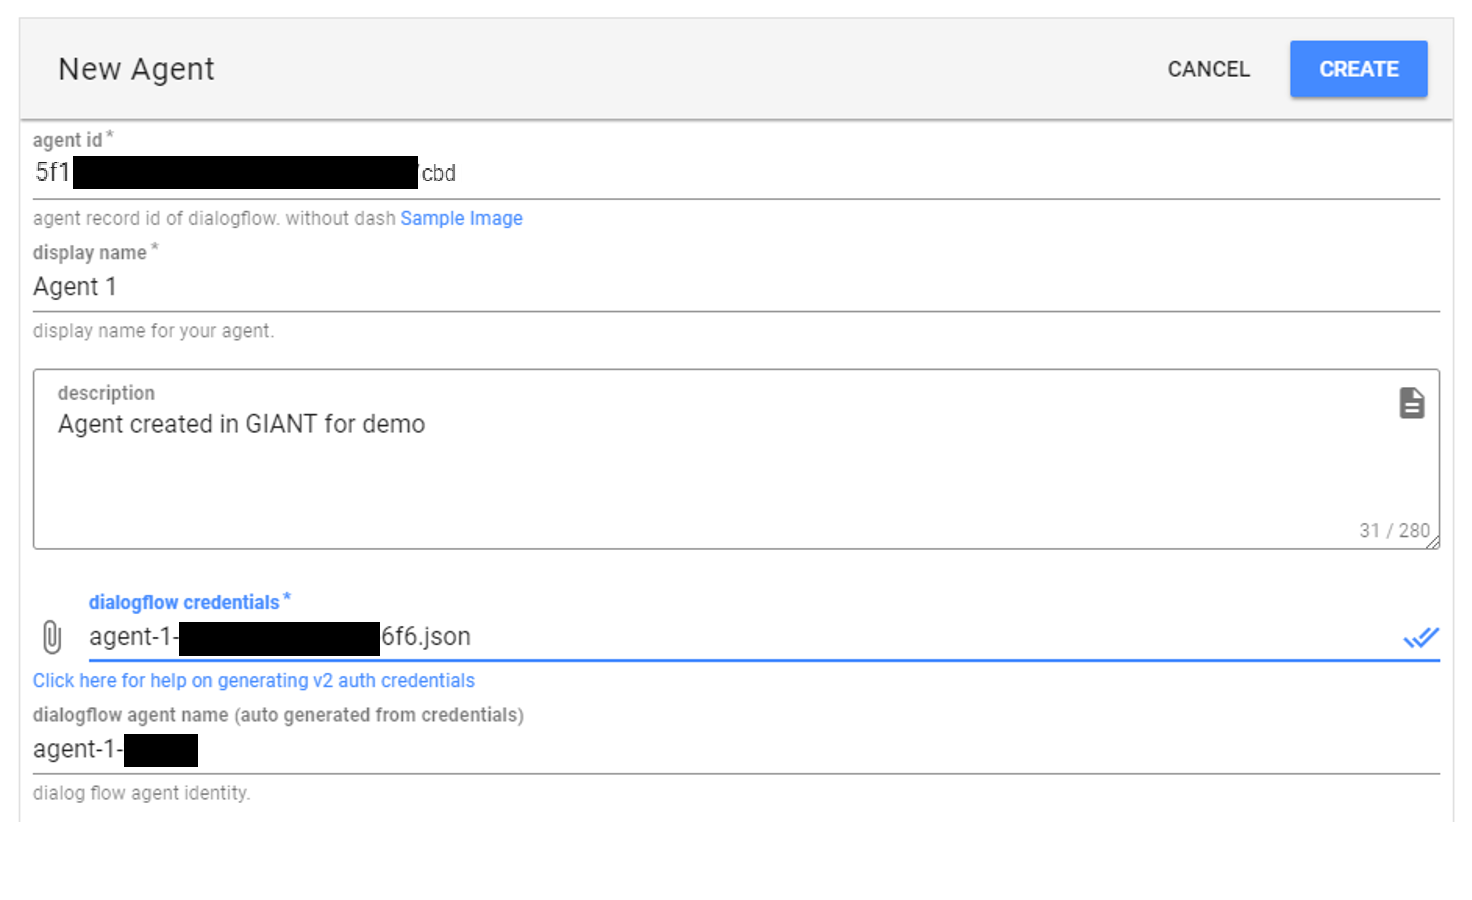 New Agent
CANCEL
CREATE
agent id *
5f1 cbd
agent record id of dialogflow. without dash Sample Image
display name *
Agent 1
display name for your agent.
description
Agent created in GIANT for demo
31 / 280
dialogflow credentials *
agent-1- 6f6.json
Click here for help on generating v2 auth credentials
dialogflow agent name (auto generated from credentials)
agent-1-
dialog flow agent identity.